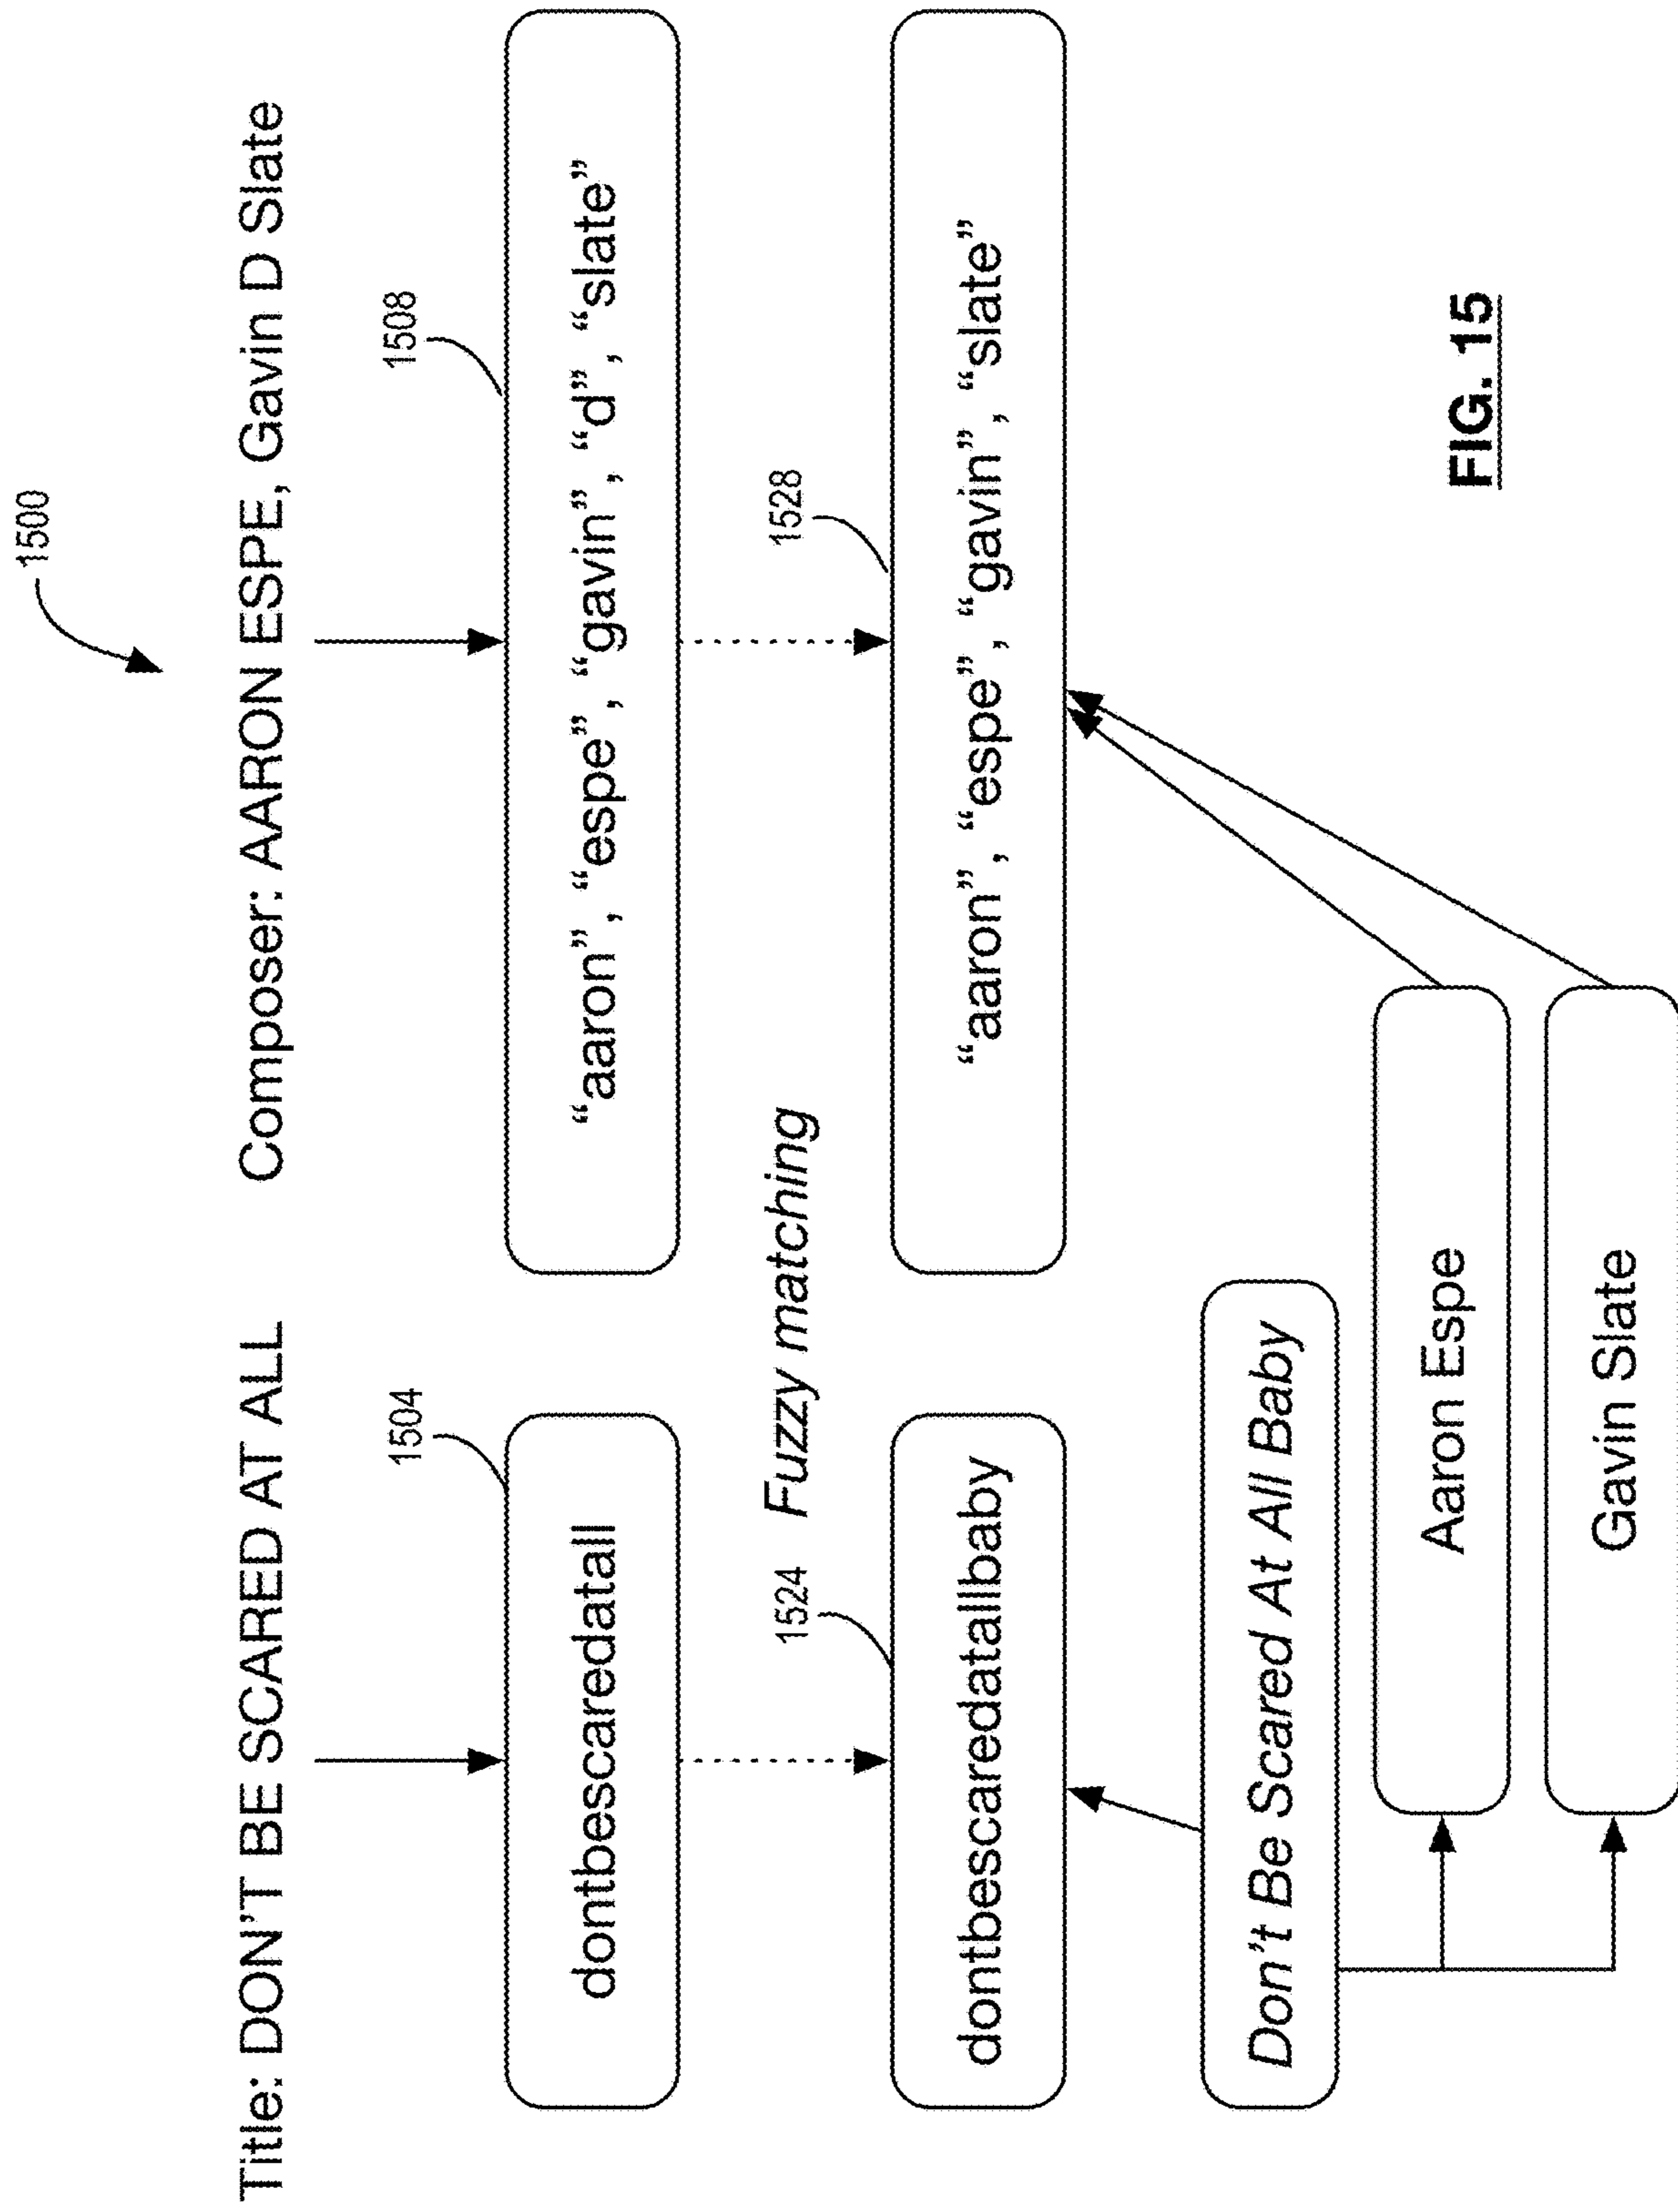 1500
Title: DON'T BE SCARED AT ALL
Composer: AARON ESPE, Gavin D Slate
1504
1508
dontbescaredatall
“aaron”, “espe”, “gavin”, “d”, “slate”
Fuzzy matching
1524
1528
dontbescaredatallbaby
“aaron”, “espe”, “gavin”, “slate”
Don't Be Scared At All Baby
Aaron Espe
Gavin Slate
FIG. 15